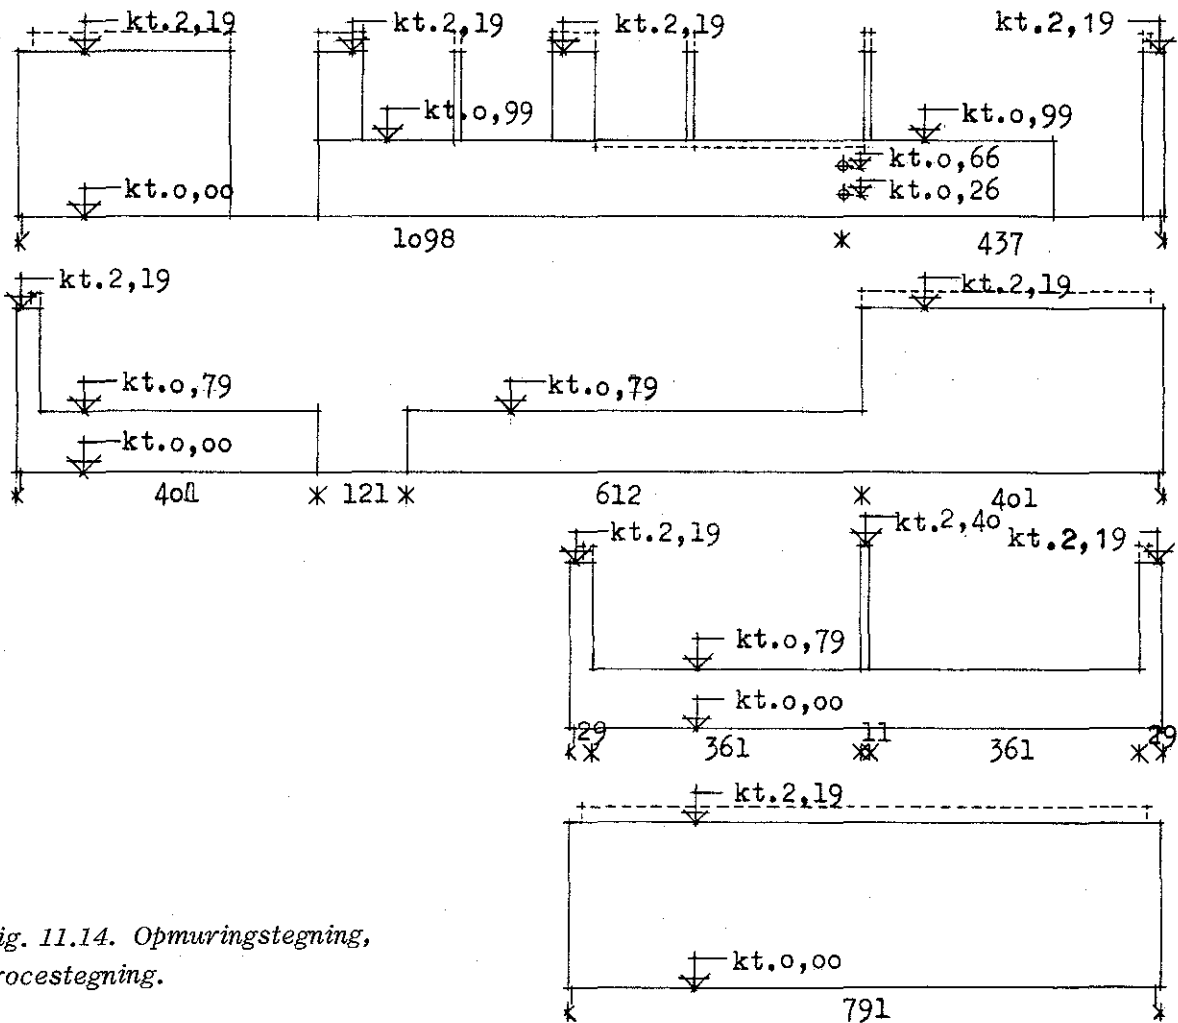 kt.2,19
kt.2,19
kt.2,19
kt.2,19
kt.o,99
kt.o,99
kt.o,66
kt.o,oo
kt.o,26
lo98
437
kt.2,19
kt.2,19
kt.o,79
kt.o,79
kt.o,oo
4ol
121
612
4o1
kt.2,19
kt.2,4o
kt.2,19
kt.o,79
kt.o,oo
29
361
11
361
29
kt.2,19
kt.o,oo
791
ig. 11.14. Opmuringstegning,
rocestegning.